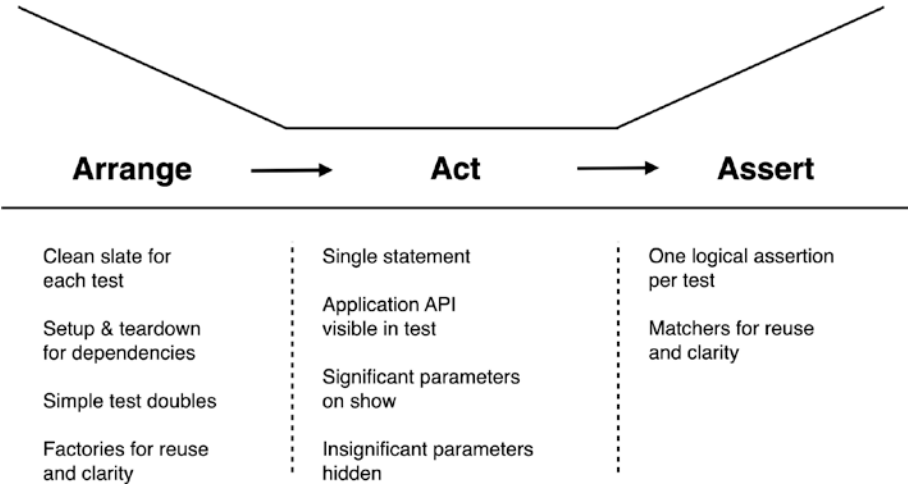 Arrange
Act
Assert
Clean slate for
each test
Setup & teardown
for dependencies
Simple test doubles
Factories for reuse
and clarity
Single statement
Application API
visible in test
Significant parameters
on show
Insignificant parameters
hidden
One logical assertion
per test
Matchers for reuse
and clarity